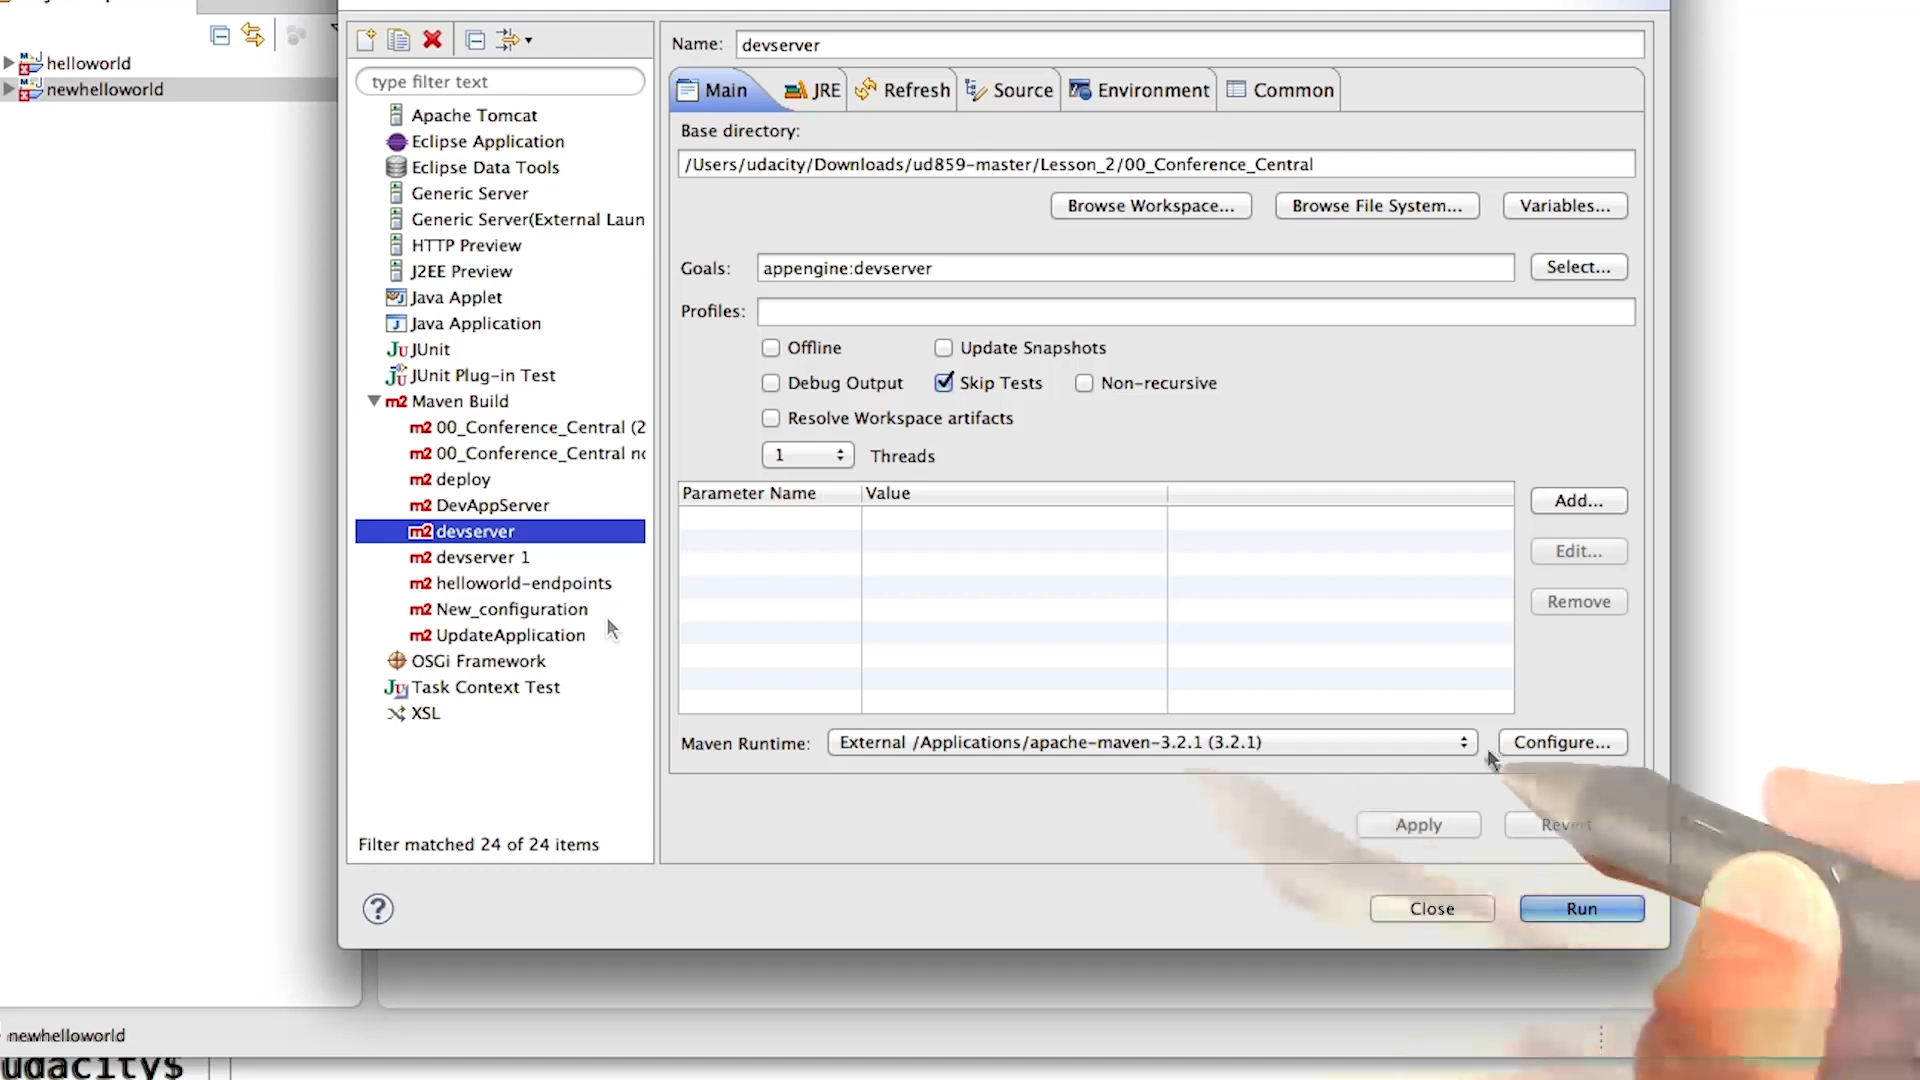 helloworld
newhelloworld
type filter text
Apache Tomcat
Eclipse Application
Eclipse Data Tools
Generic Server
Generic Server(External Laun
HTTP Preview
J2EE Preview
Java Applet
Java Application
JUnit
JUnit Plug-in Test
m2 Maven Build
m2 00_Conference_Central (2
m2 00_Conference_Central no
m2 deploy
m2 DevAppServer
m2 devserver
m2 devserver 1
m2 helloworld-endpoints
m2 New_configuration
m2 UpdateApplication
OSGi Framework
Task Context Test
XSL
Filter matched 24 of 24 items
Name: devserver
Main JRE Refresh Source Environment Common
Base directory:
/Users/udacity/Downloads/ud859-master/Lesson_2/00_Conference_Central
Browse Workspace... Browse File System... Variables...
Goals: appengine:devserver Select...
Profiles:
Offline Update Snapshots
Debug Output Skip Tests Non-recursive
Resolve Workspace artifacts
1 Threads
Parameter Name Value
Add...
Edit...
Remove
Maven Runtime: External /Applications/apache-maven-3.2.1 (3.2.1) Configure...
Apply Revert
? Close Run
newhelloworld
udacity$